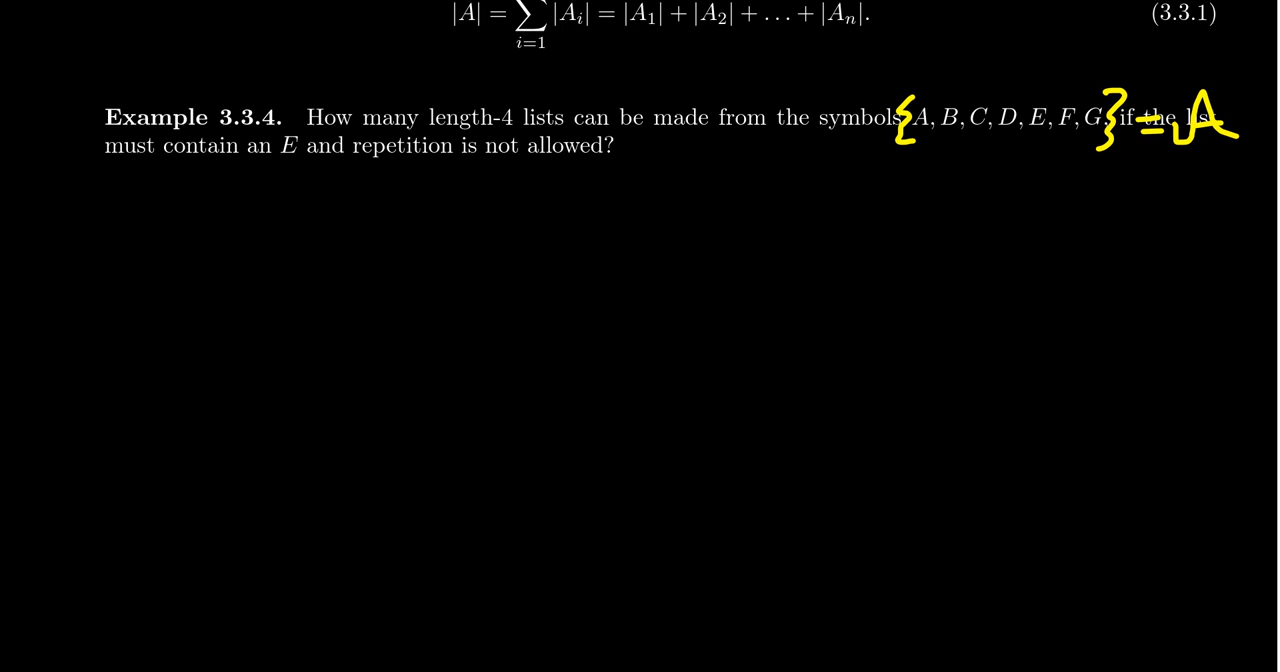 |A| = ∑_{i=1} |A_i| = |A_1| + |A_2| + ... + |A_n|. (3.3.1)
Example 3.3.4. How many length-4 lists can be made from the symbols {A, B, C, D, E, F, G,} if the list = A
must contain an E and repetition is not allowed?